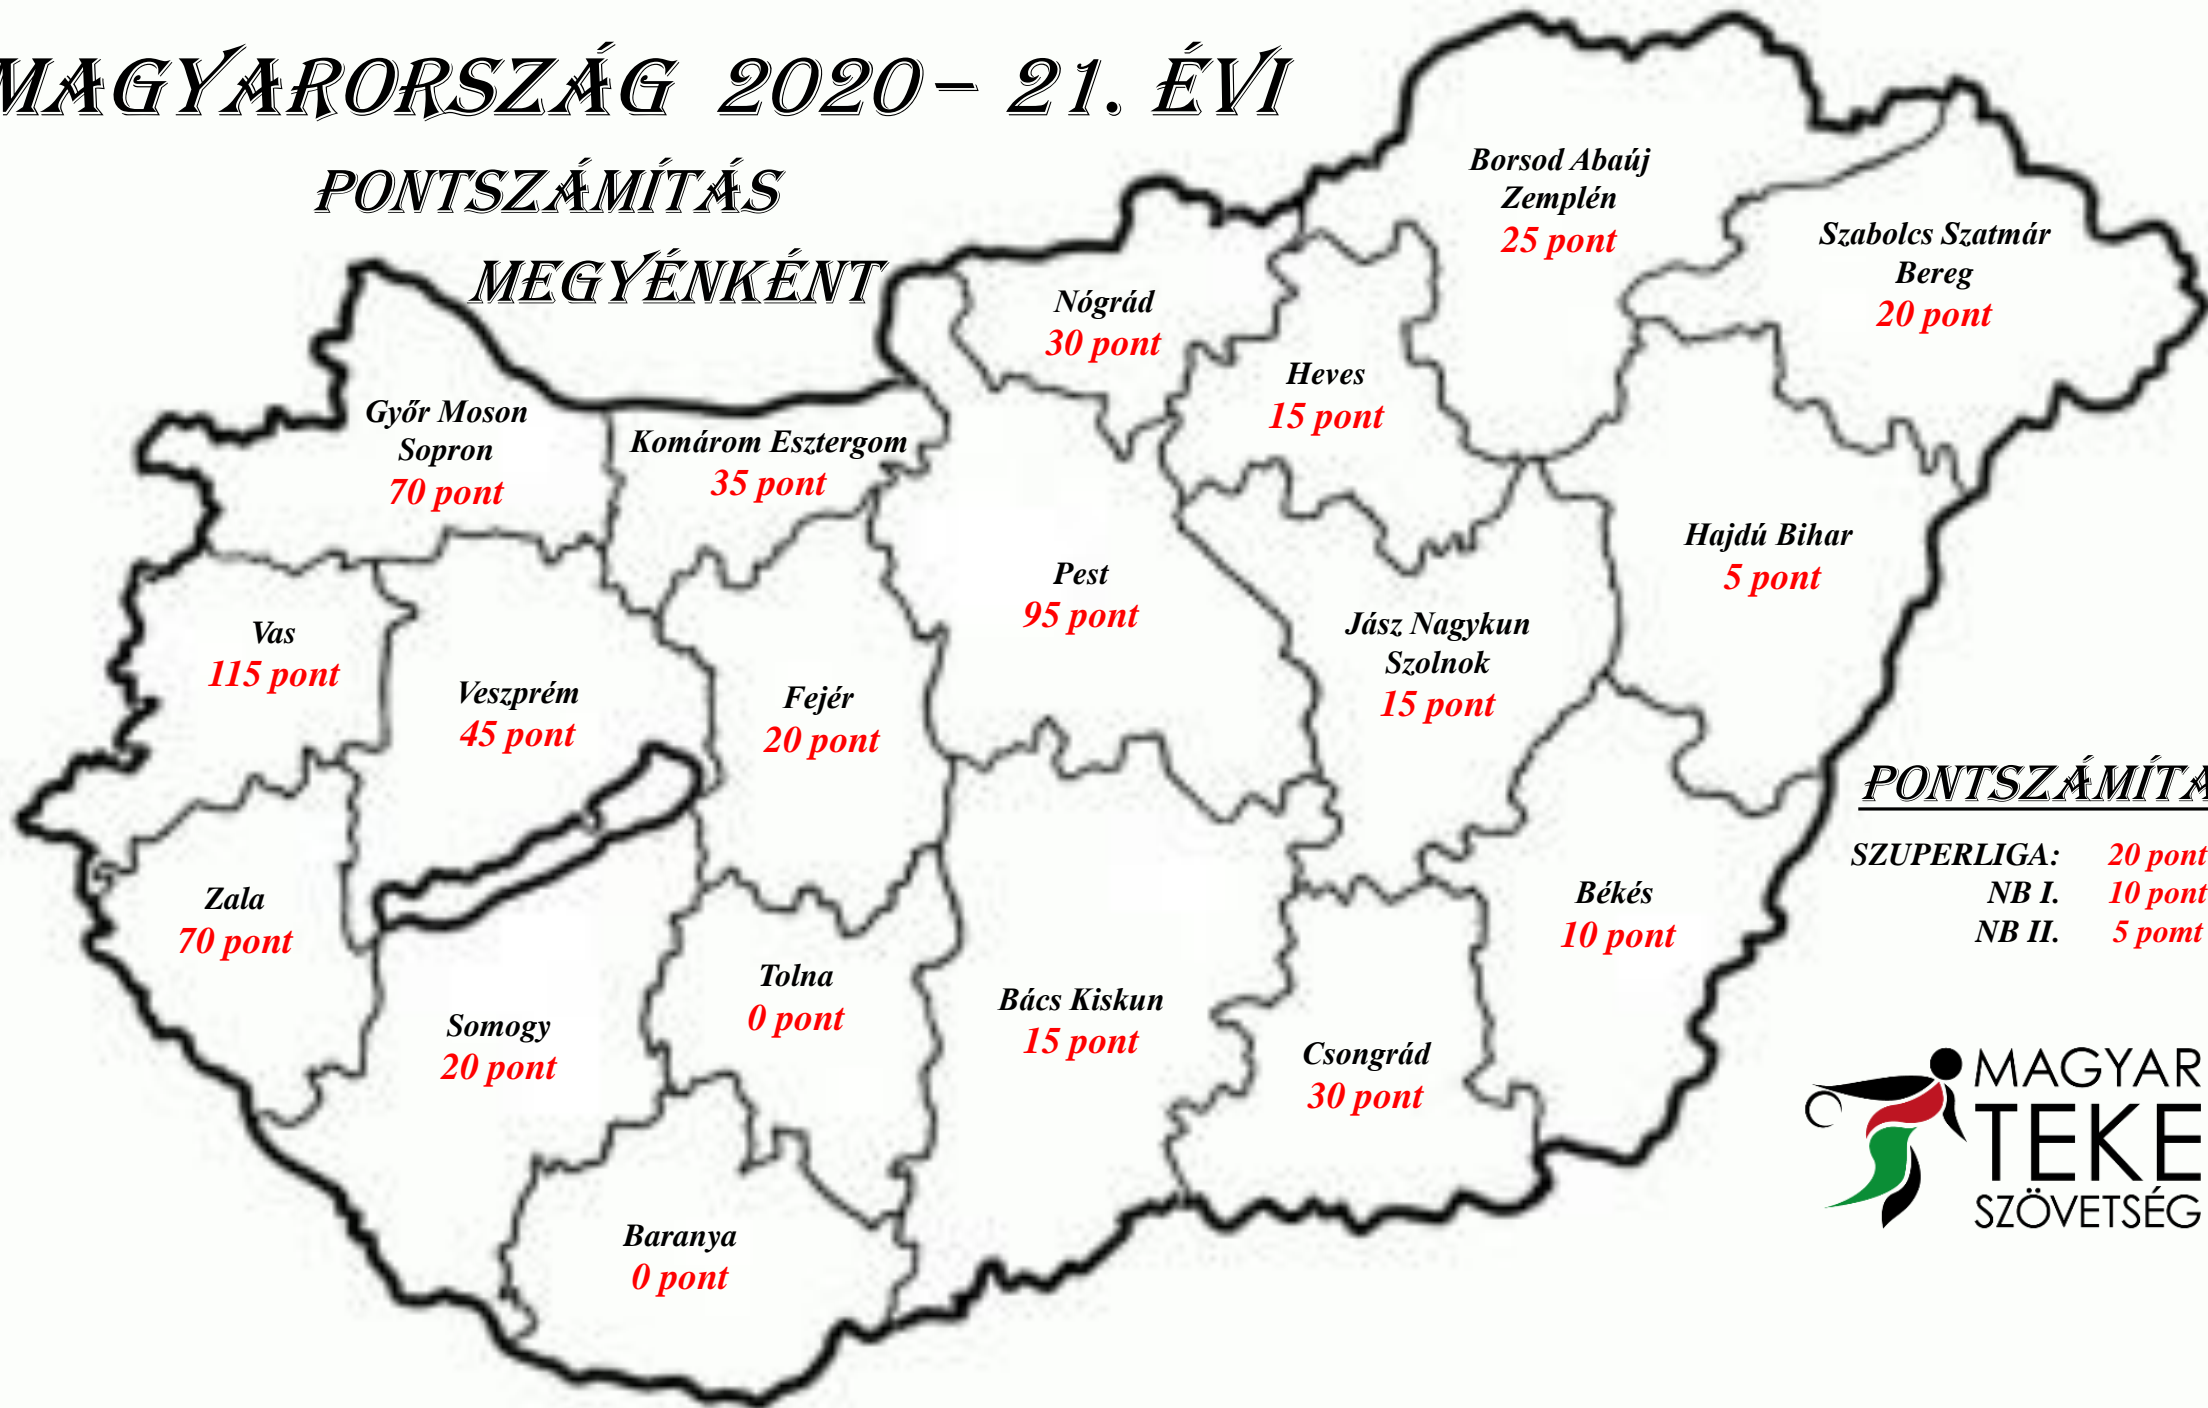 MAGYARORSZÁG 2020 – 21. ÉVI
PONTSZÁMÍTÁS
MEGYÉNKÉNT
Borsod Abaúj
Zemplén
25 pont
Szabolcs Szatmár
Bereg
20 pont
Nógrád
30 pont
Heves
15 pont
Győr Moson
Sopron
70 pont
Komárom Esztergom
35 pont
Hajdú Bihar
5 pont
Pest
95 pont
Jász Nagykun
Szolnok
15 pont
Vas
115 pont
Veszprém
45 pont
Fejér
20 pont
PONTSZÁMÍTÁ
SZUPERLIGA: 20 pont
NB I. 10 pont
NB II. 5 pomt
Zala
70 pont
Békés
10 pont
Tolna
0 pont
Bács Kiskun
15 pont
Somogy
20 pont
Csongrád
30 pont
Baranya
0 pont
MAGYAR
TEKE
SZÖVETSÉG